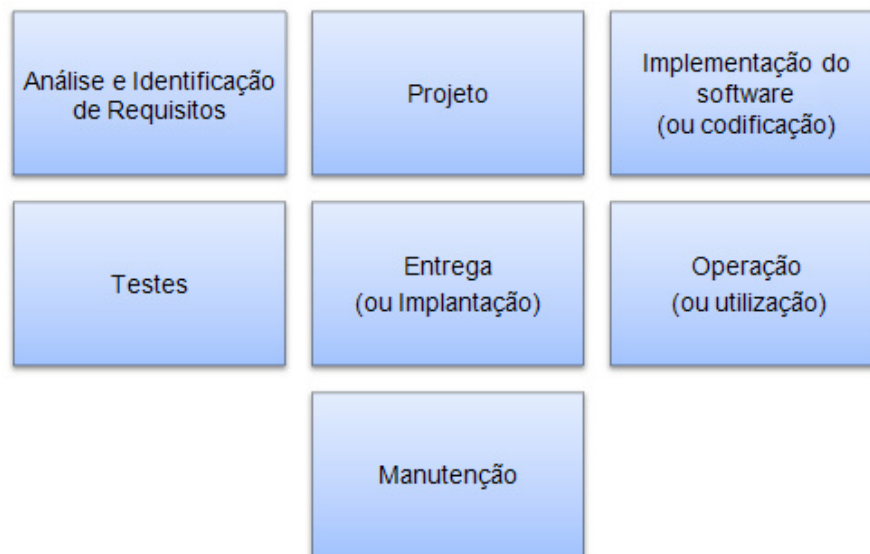 Análise e Identificação
de Requisitos
Projeto
Implementação do
software
(ou codificação)
Testes
Entrega
(ou Implantação)
Operação
(ou utilização)
Manutenção